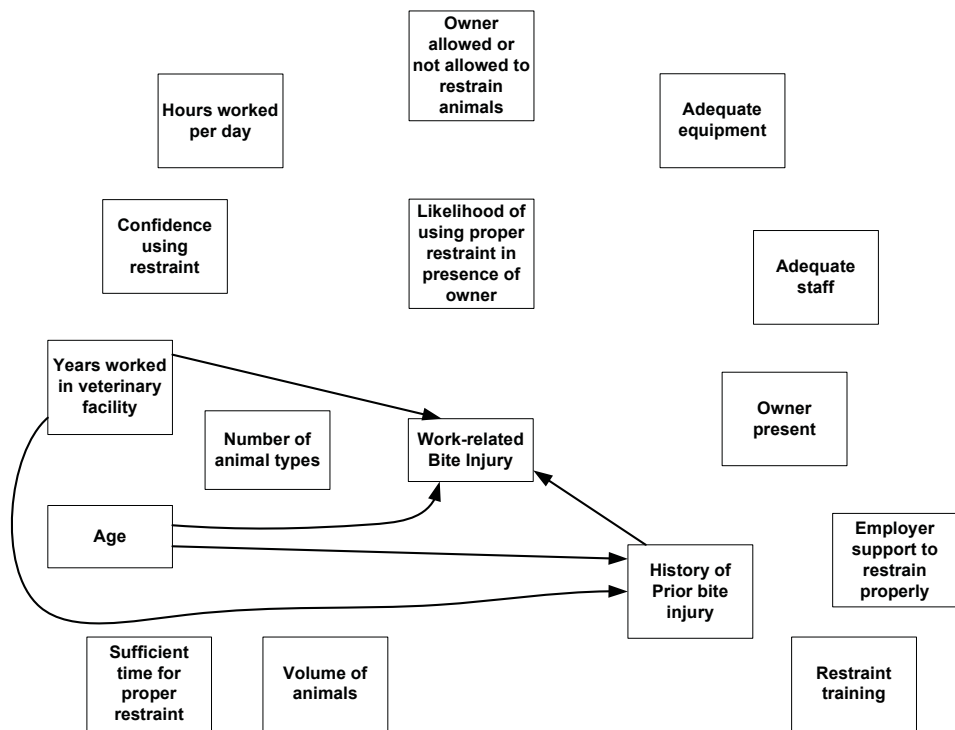 Owner
allowed or
not allowed to
restrain
animals
Hours worked
per day
Adequate
equipment
Confidence
using
restraint
Likelihood of
using proper
restraint in
presence of
owner
Adequate
staff
Years worked
in veterinary
facility
Owner
present
Number of
animal types
Work-related
Bite Injury
Age
Employer
support to
restrain
properly
History of
Prior bite
injury
Sufficient
time for
proper
restraint
Volume of
animals
Restraint
training